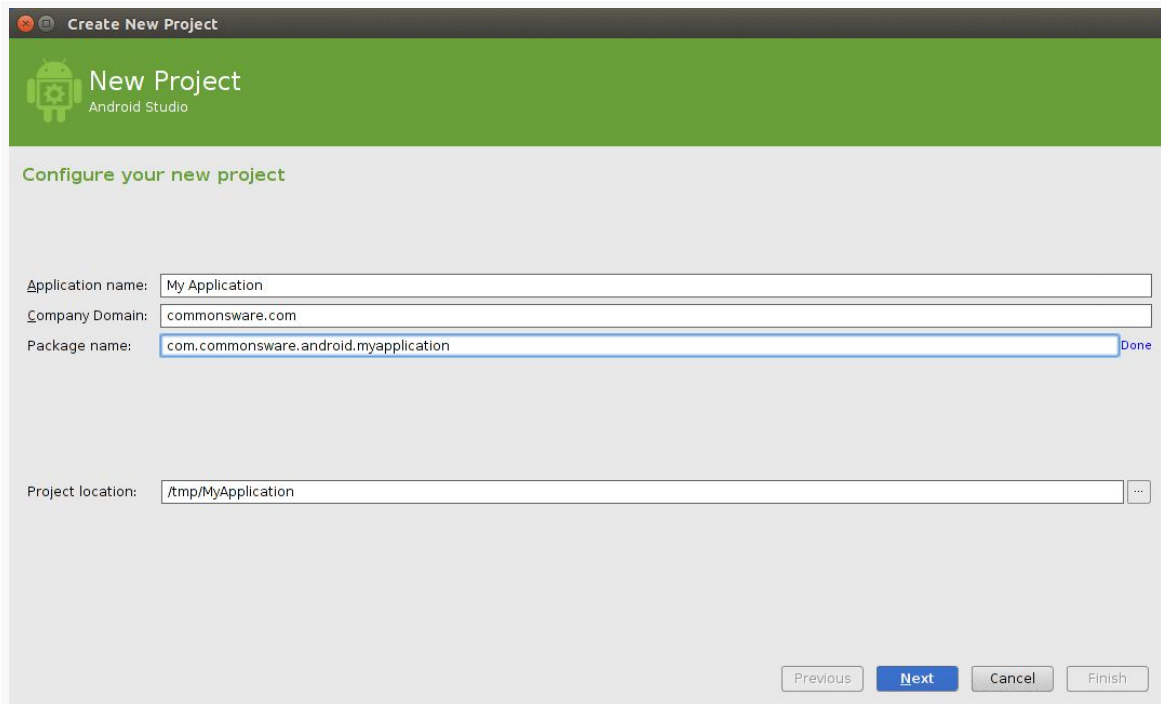 Create New Project
New Project
Android Studio
Configure your new project
Application name: My Application
Company Domain: commonsware.com
Package name: com.commonsware.android.myapplication Done
Project location: /tmp/MyApplication ...
Previous Next Cancel Finish